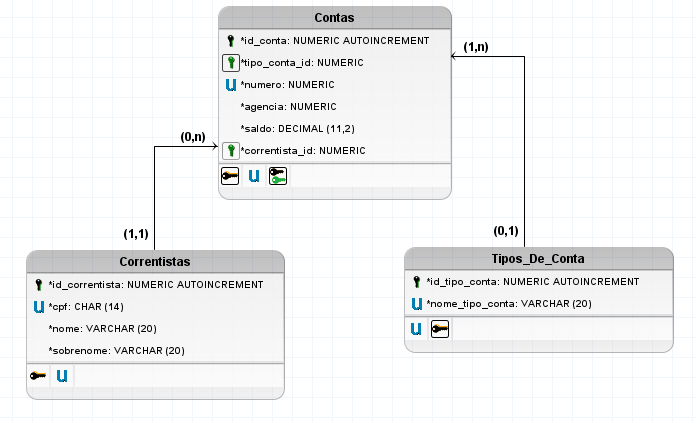 Contas
*id_conta: NUMERIC AUTOINCREMENT
*tipo_conta_id: NUMERIC
U *numero: NUMERIC
*agencia: NUMERIC
*saldo: DECIMAL (11,2)
*correntista_id: NUMERIC
U
(1,n)
(0,n)
(1,1)
(0,1)
Correntistas
*id_correntista: NUMERIC AUTOINCREMENT
U *cpf: CHAR (14)
*nome: VARCHAR (20)
*sobrenome: VARCHAR (20)
U
Tipos_De_Conta
*id_tipo_conta: NUMERIC AUTOINCREMENT
U *nome_tipo_conta: VARCHAR (20)
U